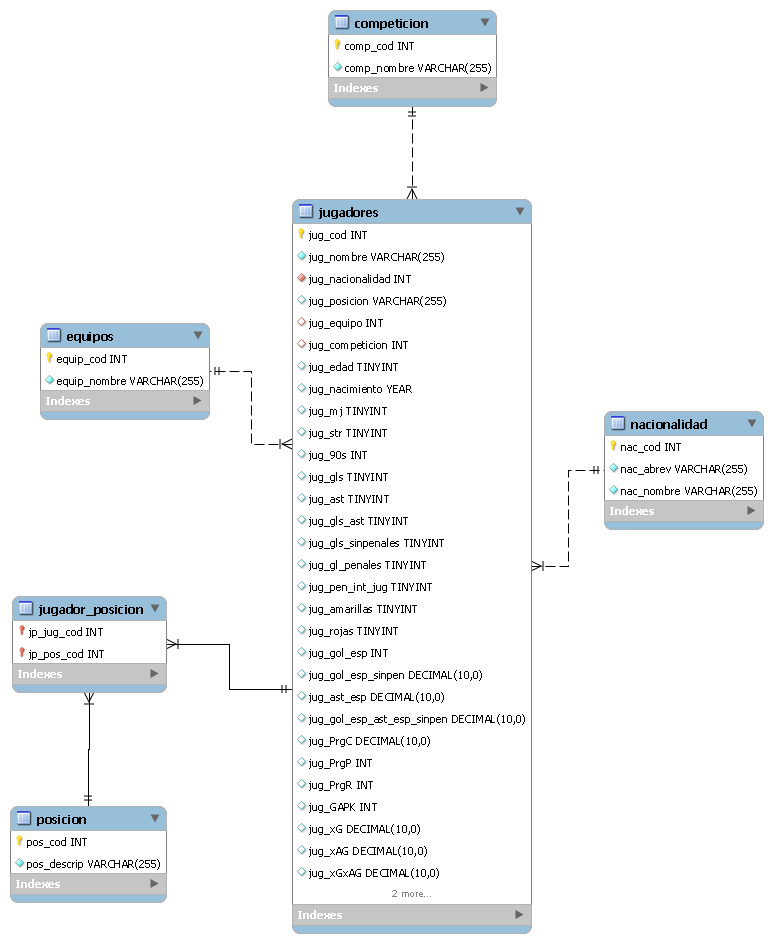 competicion
comp_cod INT
comp_nombre VARCHAR(255)
Indexes
jugadores
jug_cod INT
jug_nombre VARCHAR(255)
jug_nacionalidad INT
jug_posicion VARCHAR(255)
jug_equipo INT
jug_competicion INT
jug_edad TINYINT
jug_nacimiento YEAR
jug_mj TINYINT
jug_str TINYINT
jug_90s INT
jug_gls TINYINT
jug_ast TINYINT
jug_gls_ast TINYINT
jug_gls_sinpenales TINYINT
jug_gl_penales TINYINT
jug_pen_int_jug TINYINT
jug_amarillas TINYINT
jug_rojas TINYINT
jug_gol_esp INT
jug_gol_esp_sinpen DECIMAL(10,0)
jug_ast_esp DECIMAL(10,0)
jug_gol_esp_ast_esp_sinpen DECIMAL(10,0)
jug_PrgC DECIMAL(10,0)
jug_PrgP INT
jug_PrgR INT
jug_GAPK INT
jug_xG DECIMAL(10,0)
jug_xAG DECIMAL(10,0)
jug_xGxAG DECIMAL(10,0)
2 more...
Indexes
equipos
equip_cod INT
equip_nombre VARCHAR(255)
Indexes
nacionalidad
nac_cod INT
nac_abrev VARCHAR(255)
nac_nombre VARCHAR(255)
Indexes
jugador_posicion
jp_jug_cod INT
jp_pos_cod INT
Indexes
posicion
pos_cod INT
pos_descrip VARCHAR(255)
Indexes